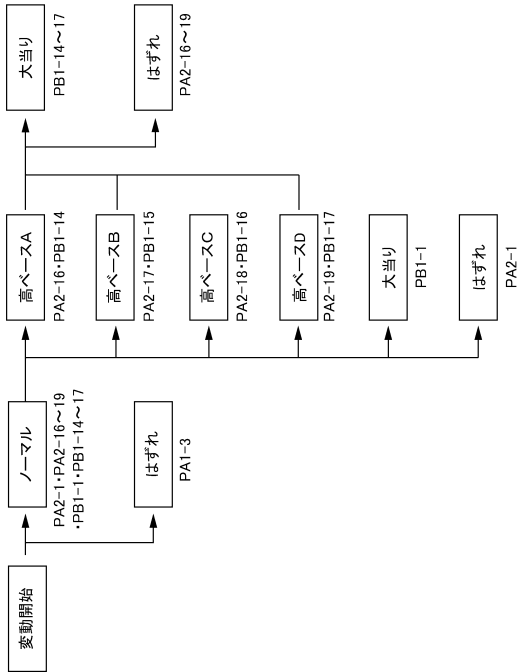 変動開始
ノーマル
PA2-1・PA2-16～19
・PB1-1・PB1-14～17
はずれ
PA1-3
高ベースA
PA2-16・PB1-14
高ベースB
PA2-17・PB1-15
高ベースC
PA2-18・PB1-16
高ベースD
PA2-19・PB1-17
大当り
PB1-1
はずれ
PA2-1
大当り
PB1-14～17
はずれ
PA2-16～19